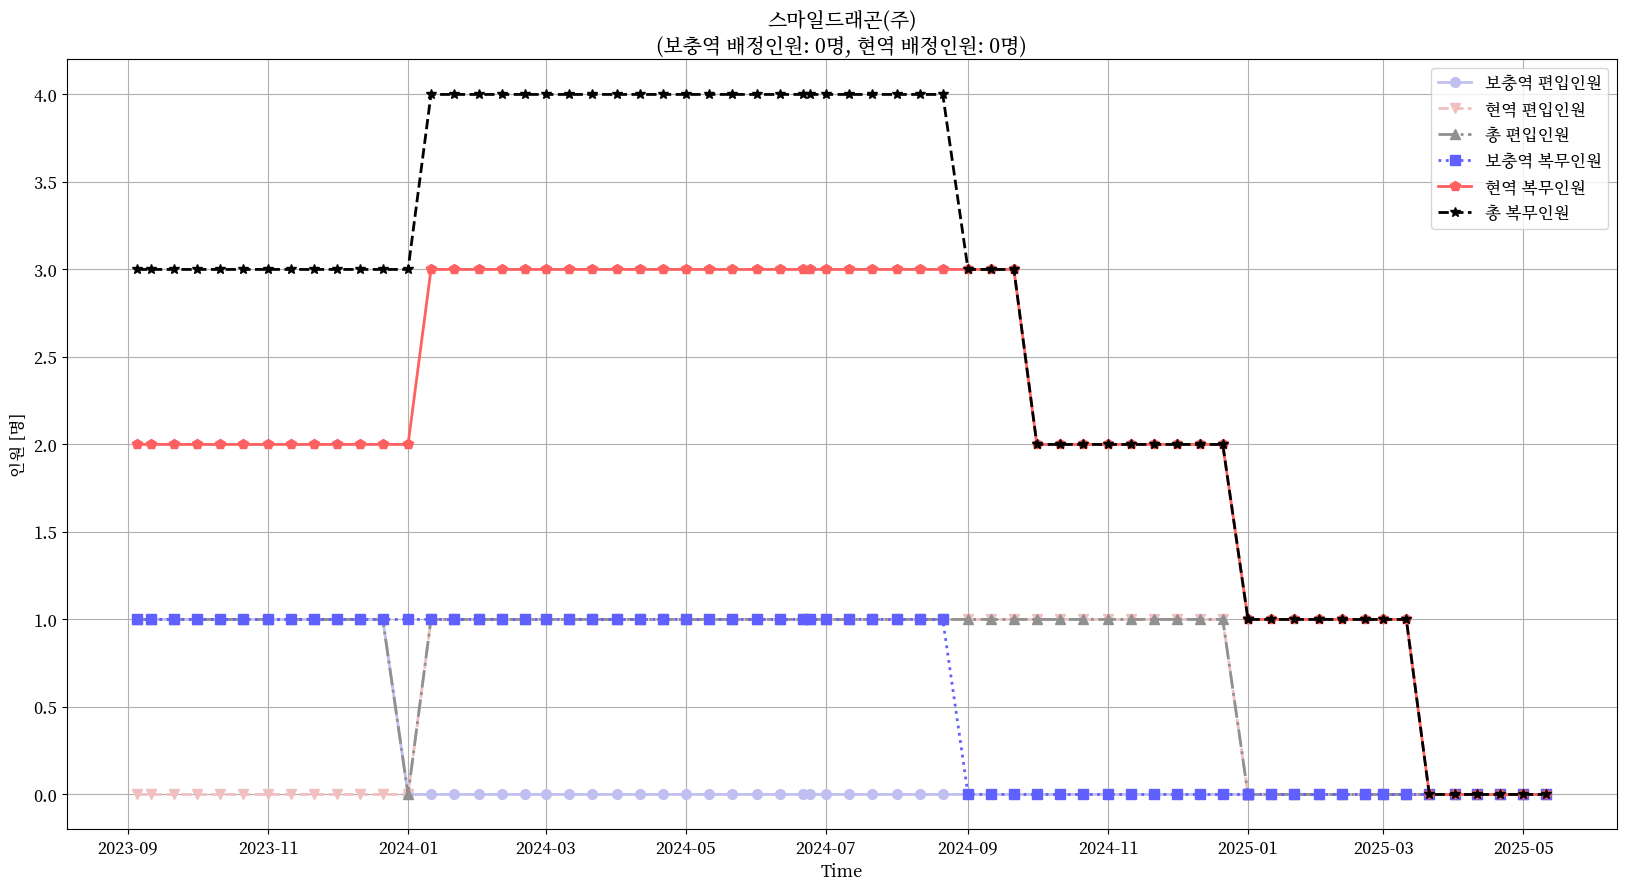 스마일드래곤(주)
(보충역 배정인원: 0명, 현역 배정인원: 0명)
보충역 편입인원
현역 편입인원
총 편입인원
보충역 복무인원
현역 복무인원
총 복무인원
인원 [명]
4.0
3.5
3.0
2.5
2.0
1.5
1.0
0.5
0.0
2023-09 2023-11 2024-01 2024-03 2024-05 2024-07 2024-09 2024-11 2025-01 2025-03 2025-05
Time